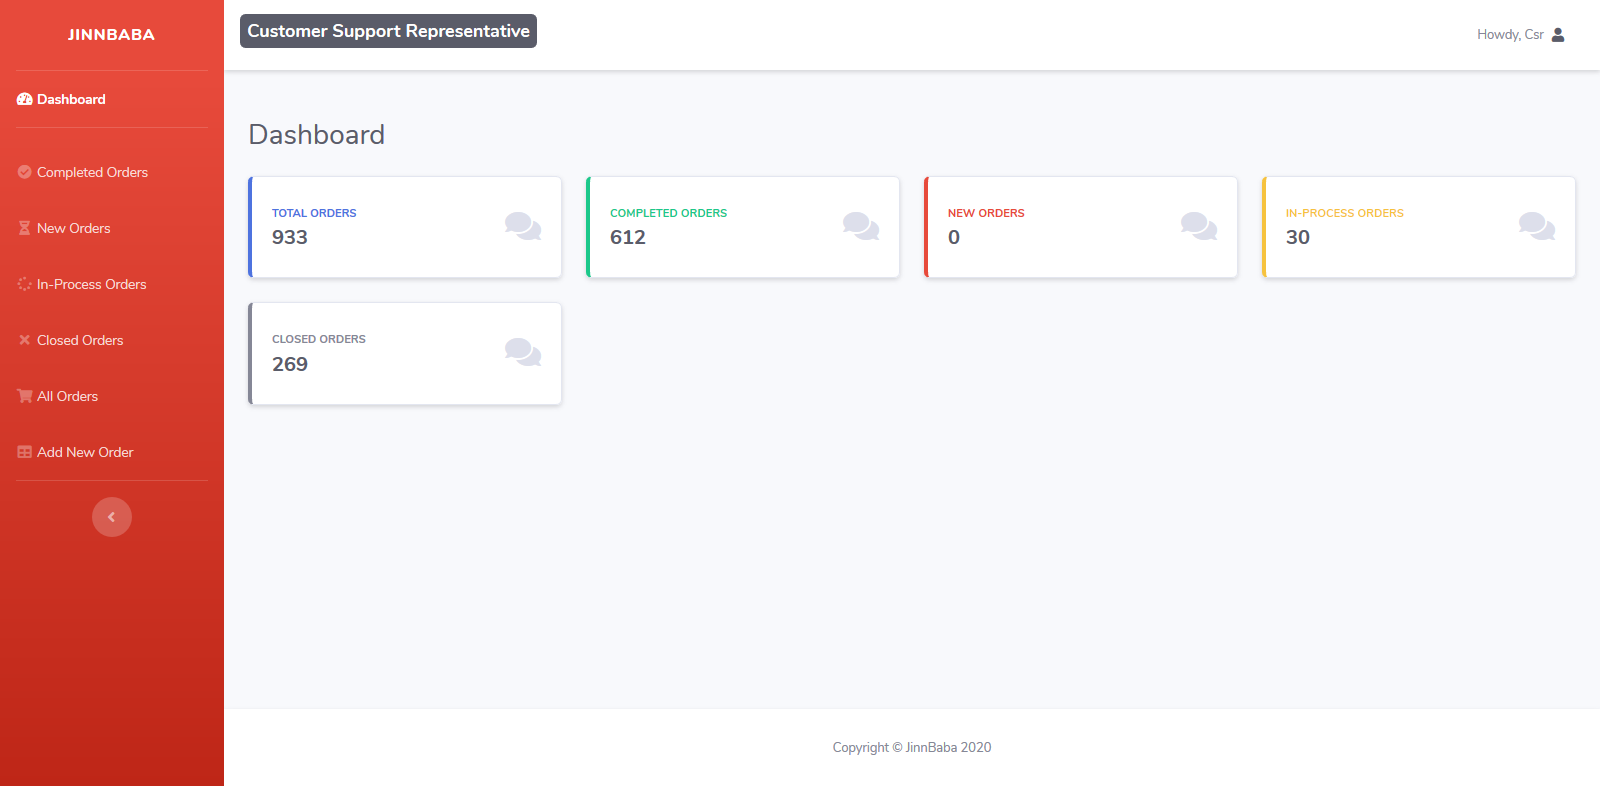 JINNBABA
Customer Support Representative
Howdy, Csr
Dashboard
Completed Orders
New Orders
In-Process Orders
Closed Orders
All Orders
Add New Order
Dashboard
TOTAL ORDERS
933
COMPLETED ORDERS
612
NEW ORDERS
0
IN-PROCESS ORDERS
30
CLOSED ORDERS
269
Copyright © JinnBaba 2020